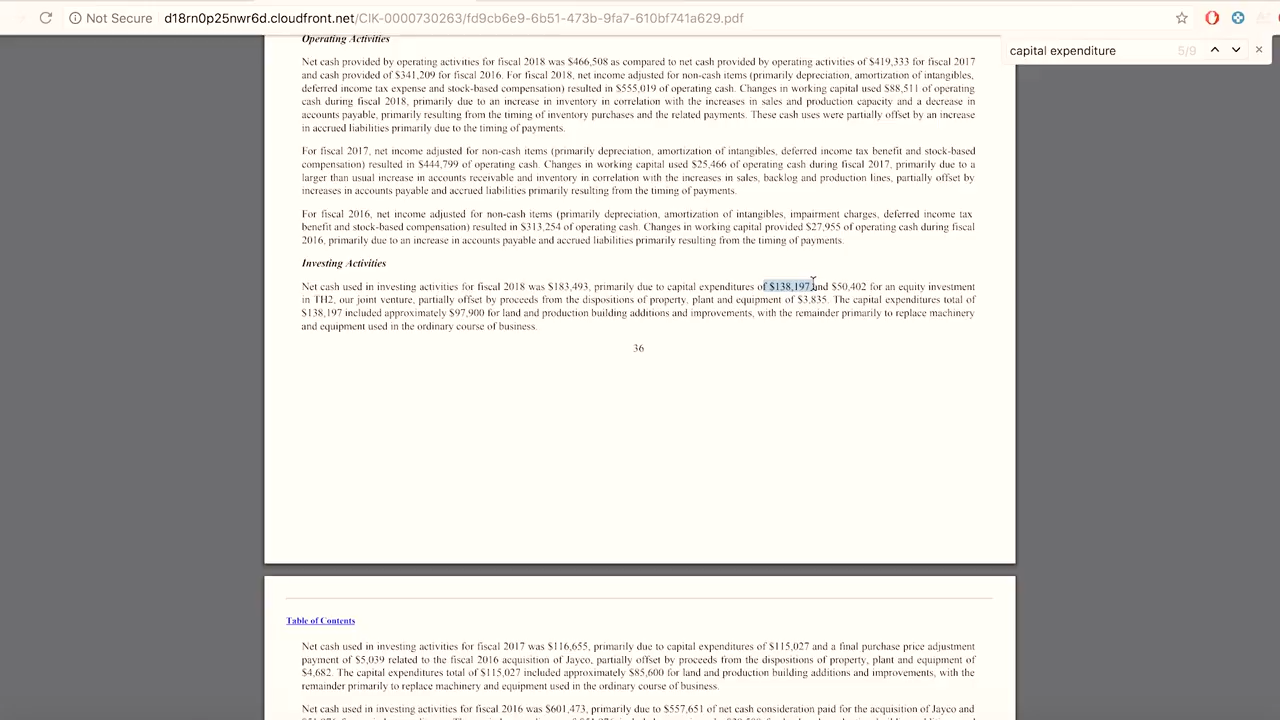 Not Secure d18rn0p25nwr6d.cloudfront.net/CIK-0000730263/fd9cb6e9-6b51-473b-9fa7-610bf741a629.pdf
capital expenditure 5/9
Operating Activities
Net cash provided by operating activities for fiscal 2018 was $466,508 as compared to net cash provided by operating activities of $419,333 for fiscal 2017
and cash provided of $341,209 for fiscal 2016. For fiscal 2018, net income adjusted for non-cash items (primarily depreciation, amortization of intangibles,
deferred income tax expense and stock-based compensation) resulted in $555,019 of operating cash. Changes in working capital used $88,511 of operating
cash during fiscal 2018, primarily due to an increase in inventory in correlation with the increases in sales and production capacity and a decrease in
accounts payable, primarily resulting from the timing of inventory purchases and the related payments. These cash uses were partially offset by an increase
in accrued liabilities primarily due to the timing of payments.
For fiscal 2017, net income adjusted for non-cash items (primarily depreciation, amortization of intangibles, deferred income tax benefit and stock-based
compensation) resulted in $444,799 of operating cash. Changes in working capital used $25,466 of operating cash during fiscal 2017, primarily due to a
larger than usual increase in accounts receivable and inventory in correlation with the increases in sales, backlog and production lines, partially offset by
increases in accounts payable and accrued liabilities primarily resulting from the timing of payments.
For fiscal 2016, net income adjusted for non-cash items (primarily depreciation, amortization of intangibles, impairment charges, deferred income tax
benefit and stock-based compensation) resulted in $313,254 of operating cash. Changes in working capital provided $27,955 of operating cash during fiscal
2016, primarily due to an increase in accounts payable and accrued liabilities primarily resulting from the timing of payments.
Investing Activities
Net cash used in investing activities for fiscal 2018 was $183,493, primarily due to capital expenditures of $138,197 and $50,402 for an equity investment
in TH2, our joint venture, partially offset by proceeds from the dispositions of property, plant and equipment of $3,835. The capital expenditures total of
$138,197 included approximately $97,900 for land and production building additions and improvements, with the remainder primarily to replace machinery
and equipment used in the ordinary course of business.
36
Table of Contents
Net cash used in investing activities for fiscal 2017 was $116,655, primarily due to capital expenditures of $115,027 and a final purchase price adjustment
payment of $5,039 related to the fiscal 2016 acquisition of Jayco, partially offset by proceeds from the dispositions of property, plant and equipment of
$4,682. The capital expenditures total of $115,027 included approximately $85,600 for land and production building additions and improvements, with the
remainder primarily to replace machinery and equipment used in the ordinary course of business.
Net cash used in investing activities for fiscal 2016 was $601,473, primarily due to $557,651 of net cash consideration paid for the acquisition of Jayco and